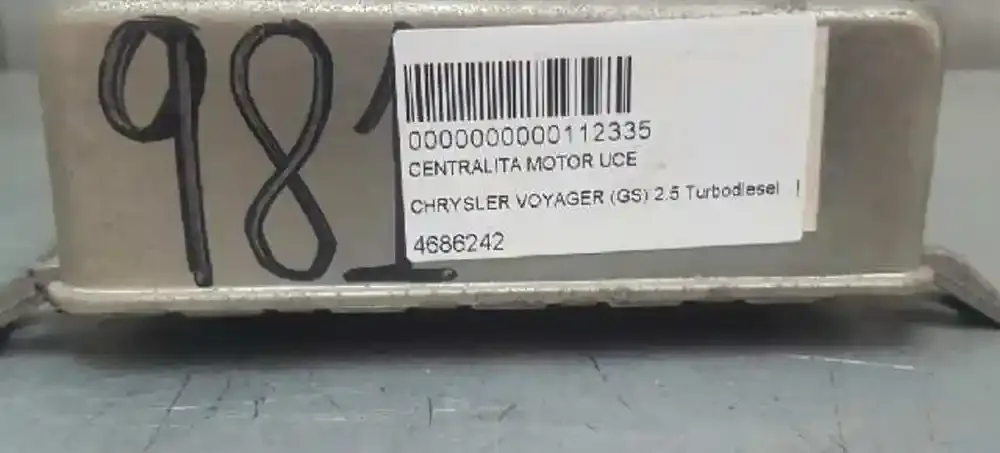 981
0000000000112335
CENTRALITA MOTOR UCE
CHRYSLER VOYAGER (GS) 2.5 Turbodiesel
4686242